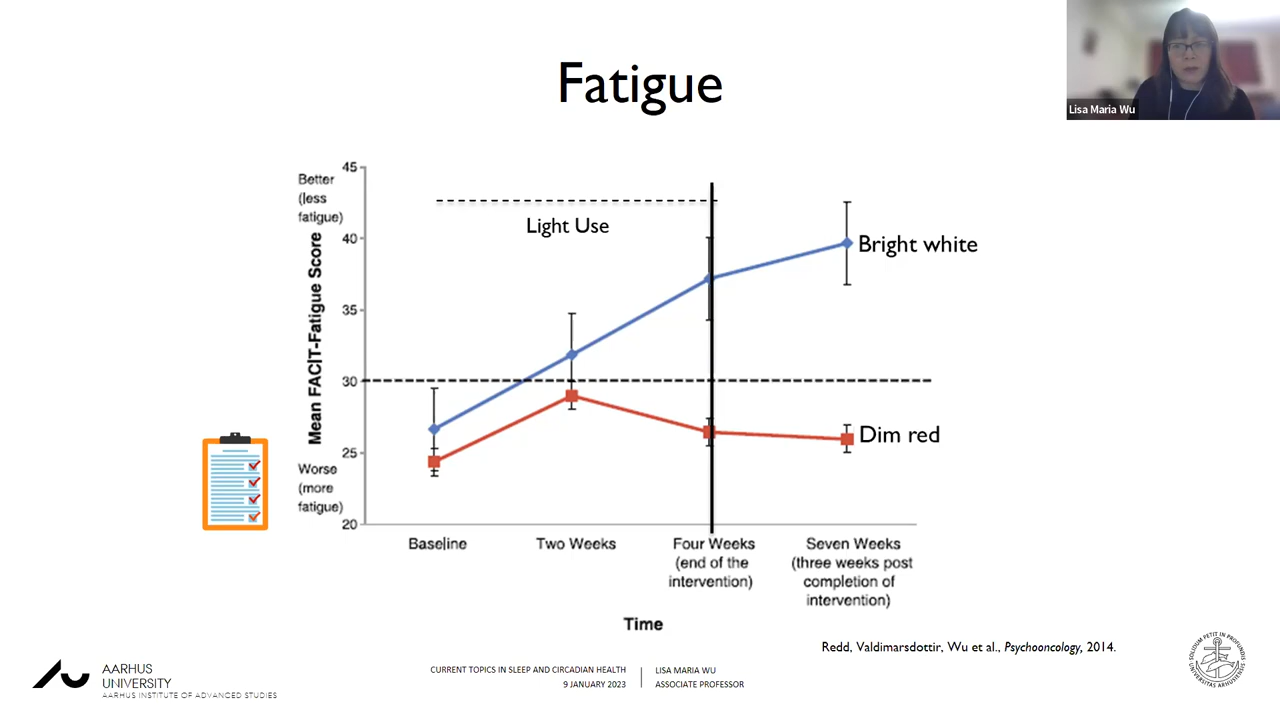 Fatigue
Lisa Maria Wu
Better
(less
fatigue)
Worse
(more
fatigue)
Mean FACIT-Fatigue Score
45
40
35
30
25
20
Light Use
Bright white
Dim red
Baseline
Two Weeks
Four Weeks
(end of the
intervention)
Seven Weeks
(three weeks post
completion of
intervention)
Time
Redd, Valdimarsdottir, Wu et al., Psychooncology, 2014.
AARHUS
UNIVERSITY
AARHUS INSTITUTE OF ADVANCED STUDIES
CURRENT TOPICS IN SLEEP AND CIRCADIAN HEALTH
9 JANUARY 2023
LISA MARIA WU
ASSOCIATE PROFESSOR